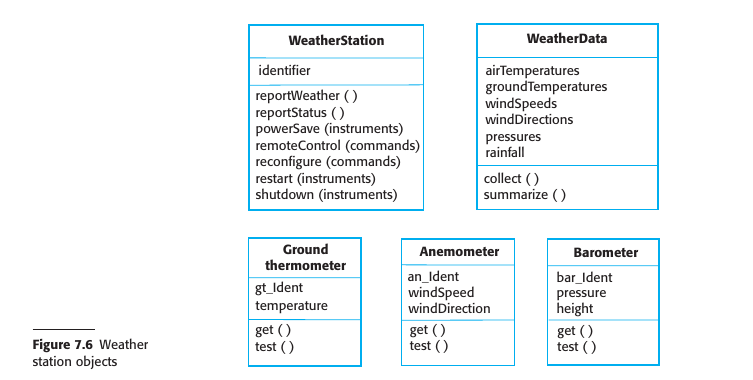 WeatherStation
identifier
reportWeather ( )
reportStatus ( )
powerSave (instruments)
remoteControl (commands)
reconfigure (commands)
restart (instruments)
shutdown (instruments)
WeatherData
airTemperatures
groundTemperatures
windSpeeds
windDirections
pressures
rainfall
collect ( )
summarize ( )
Ground
thermometer
gt_Ident
temperature
get ( )
test ( )
Anemometer
an_Ident
windSpeed
windDirection
get ( )
test ( )
Barometer
bar_Ident
pressure
height
get ( )
test ( )
Figure 7.6 Weather
station objects